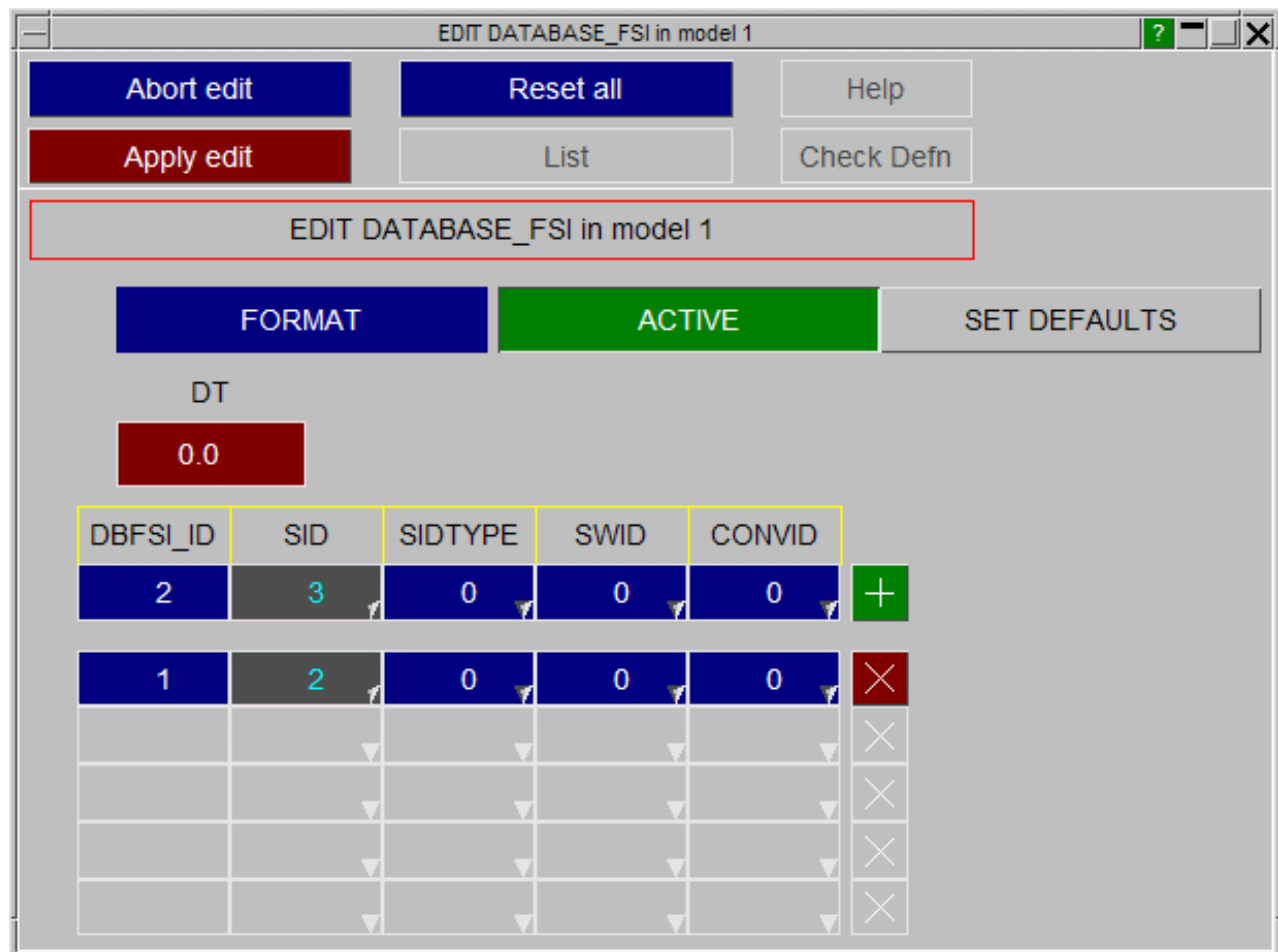 EDIT DATABASE_FSI in model 1 ?
Abort edit Reset all Help
Apply edit List Check Defn
EDIT DATABASE_FSI in model 1
FORMAT ACTIVE SET DEFAULTS
DT
0.0
DBFSI_ID SID SIDTYPE SWID CONVID
2 3 0 0 0
1 2 0 0 0